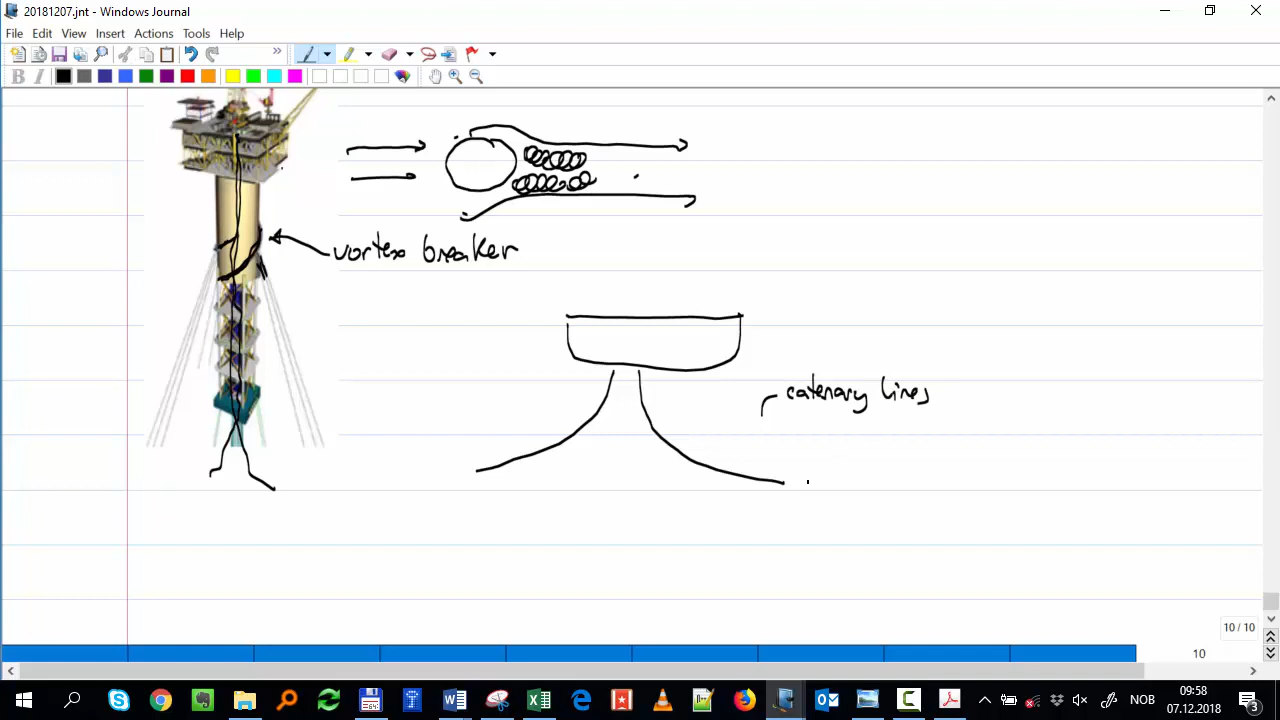 20181207.jnt - Windows Journal
File Edit View Insert Actions Tools Help
B I
vortex breaker
catenary lines
10 / 10
10
NOB
09:58
07.12.2018
3